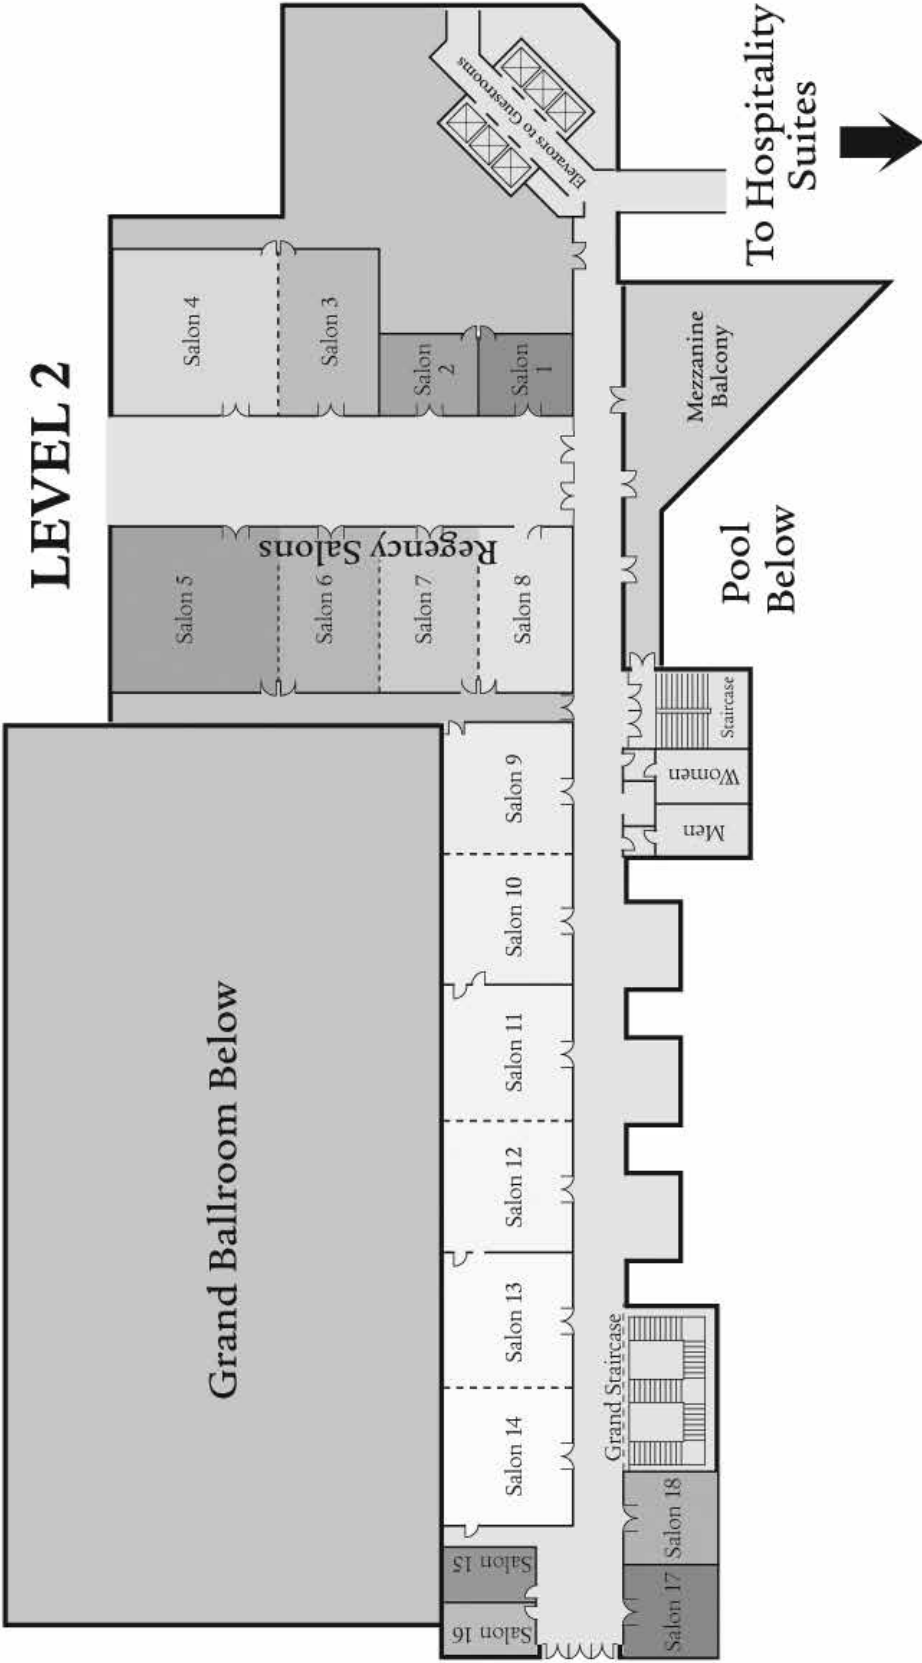 LEVEL 2
To Hospitality
Suites
Elevators to Guestrooms
Salon 4
Salon 3
Salon
2
Salon
1
Mezzanine
Balcony
Regency Salons
Salon 5
Salon 6
Salon 7
Salon 8
Pool
Below
Staircase
Women
Men
Grand Ballroom Below
Salon 9
Salon 10
Salon 11
Salon 12
Salon 13
Salon 14
Grand Staircase
Salon 15
Salon 16
Salon 18
Salon 17